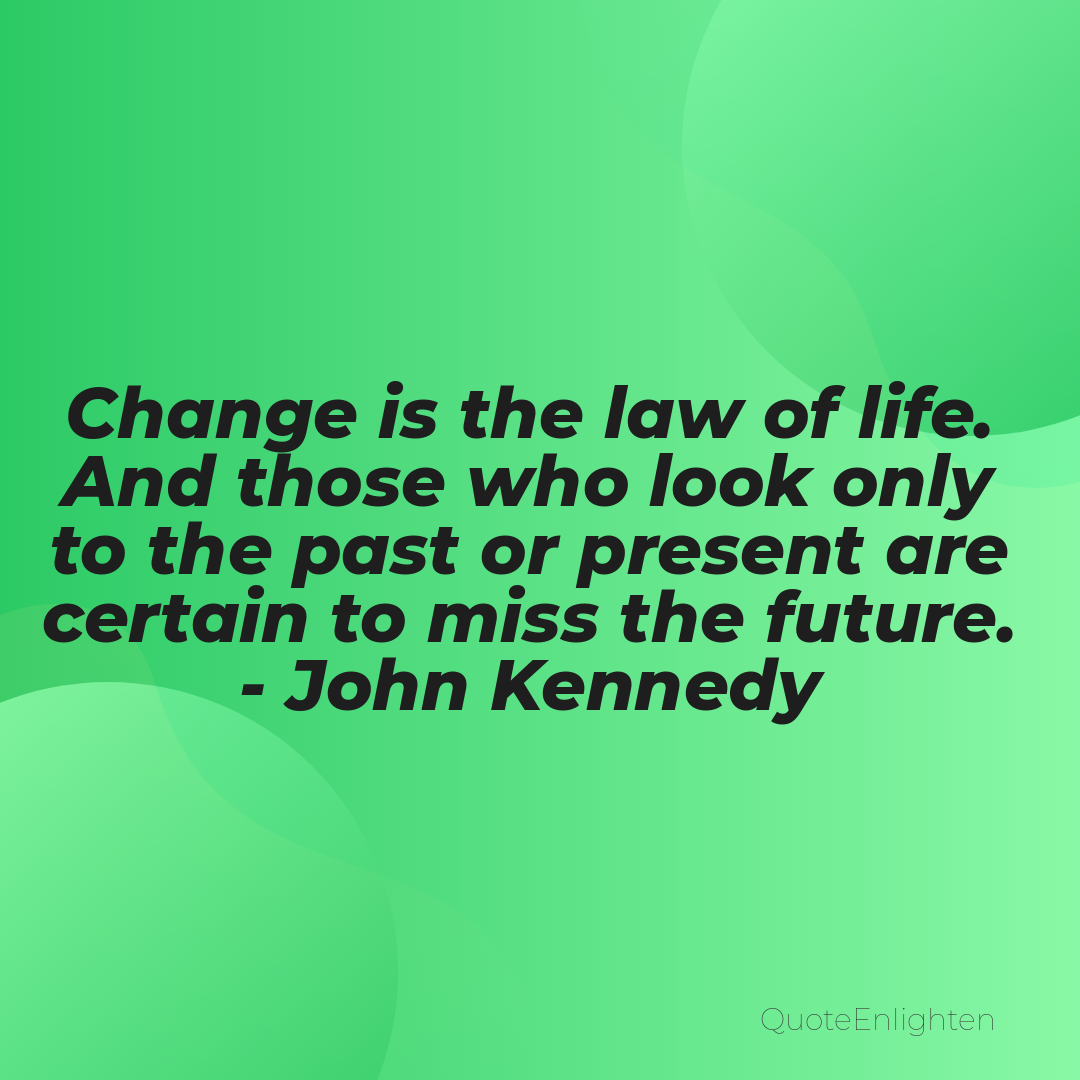 Change is the law of life.
And those who look only
to the past or present are
certain to miss the future.
- John Kennedy
QuoteEnlighten